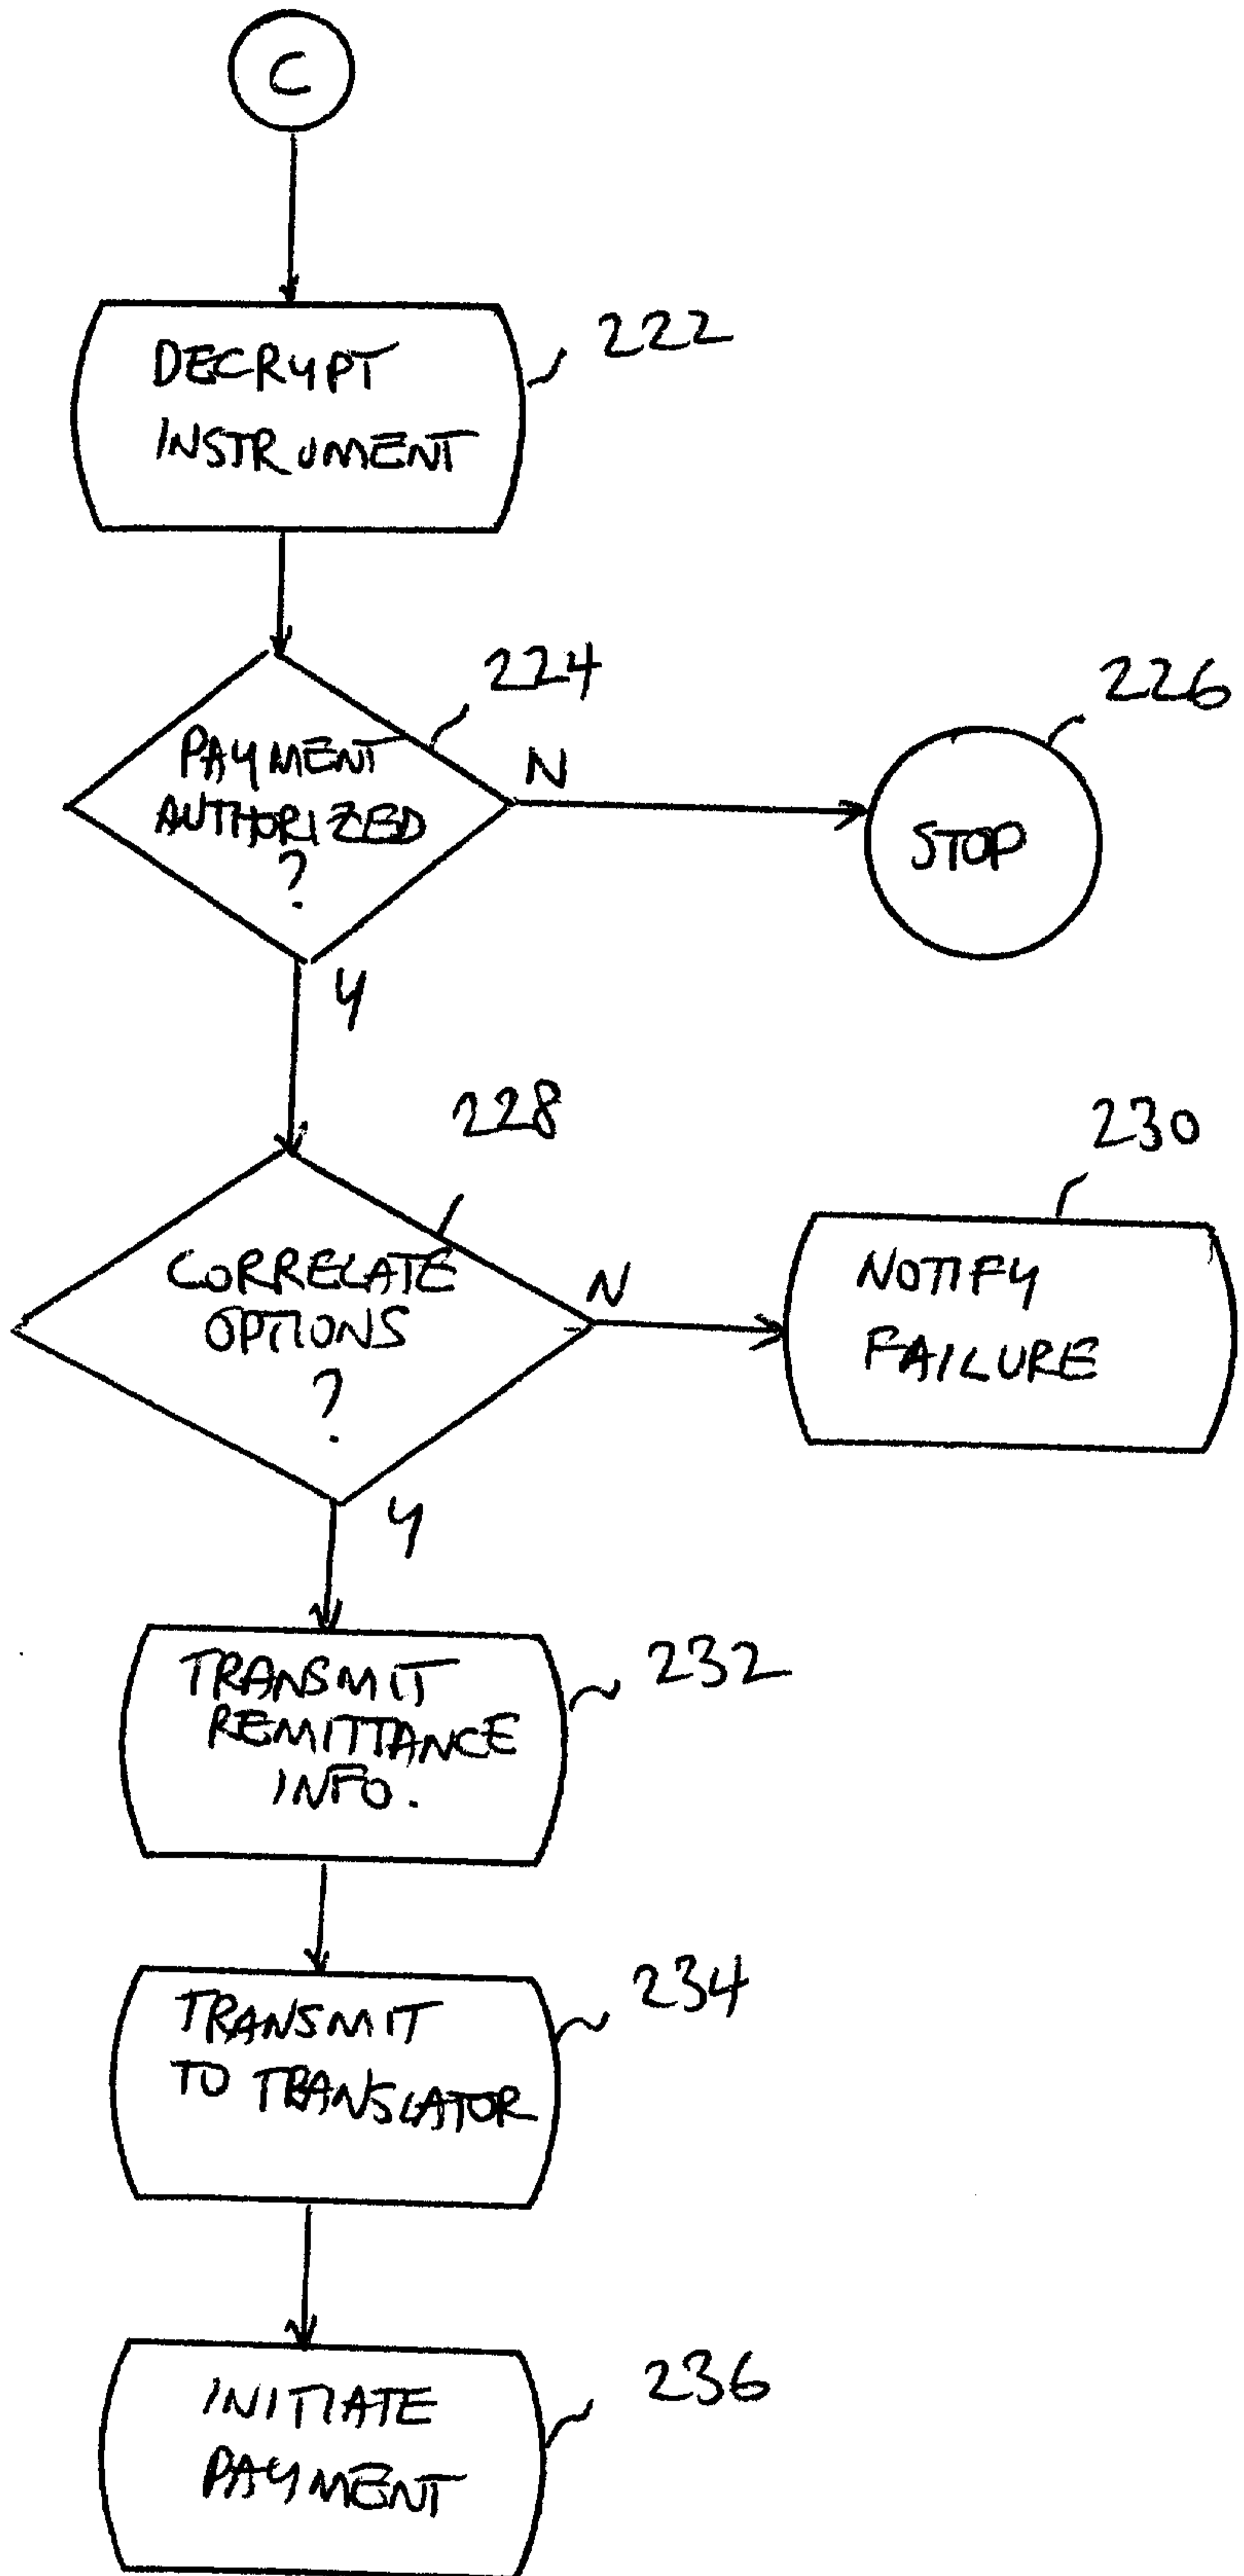 C
DECRYPT
INSTRUMENT
222
PAYMENT
AUTHORIZED
?
224
N
STOP
226
Y
CORRELATE
OPTIONS
?
228
N
NOTIFY
FAILURE
230
Y
TRANSMIT
REMITTANCE
INFO.
232
TRANSMIT
TO TRANSLATOR
234
INITIATE
PAYMENT
236